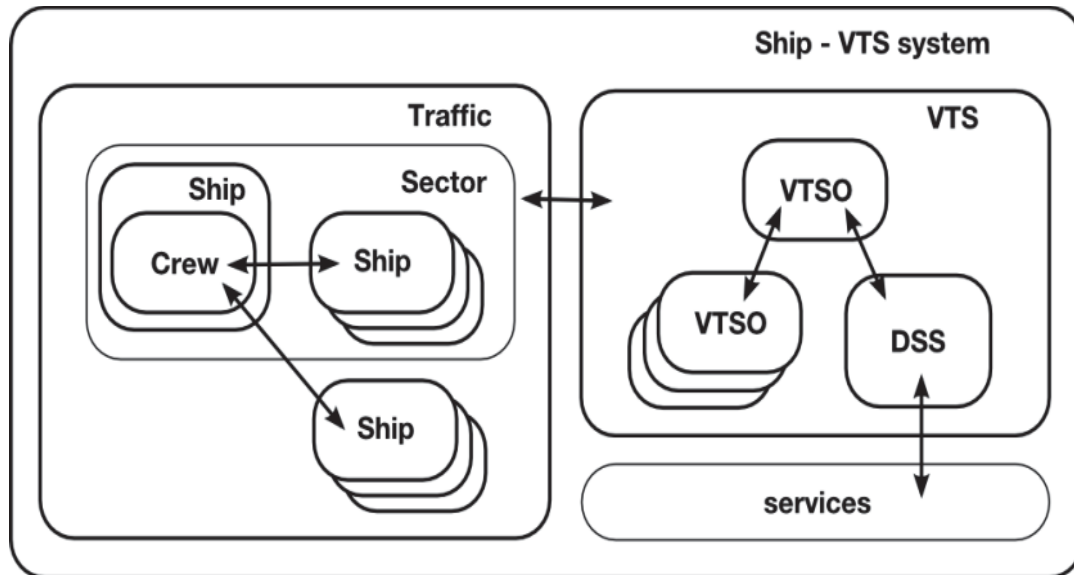 Ship - VTS system
Traffic
Sector
Ship
Crew
Ship
Ship
VTS
VTSO
VTSO
DSS
services